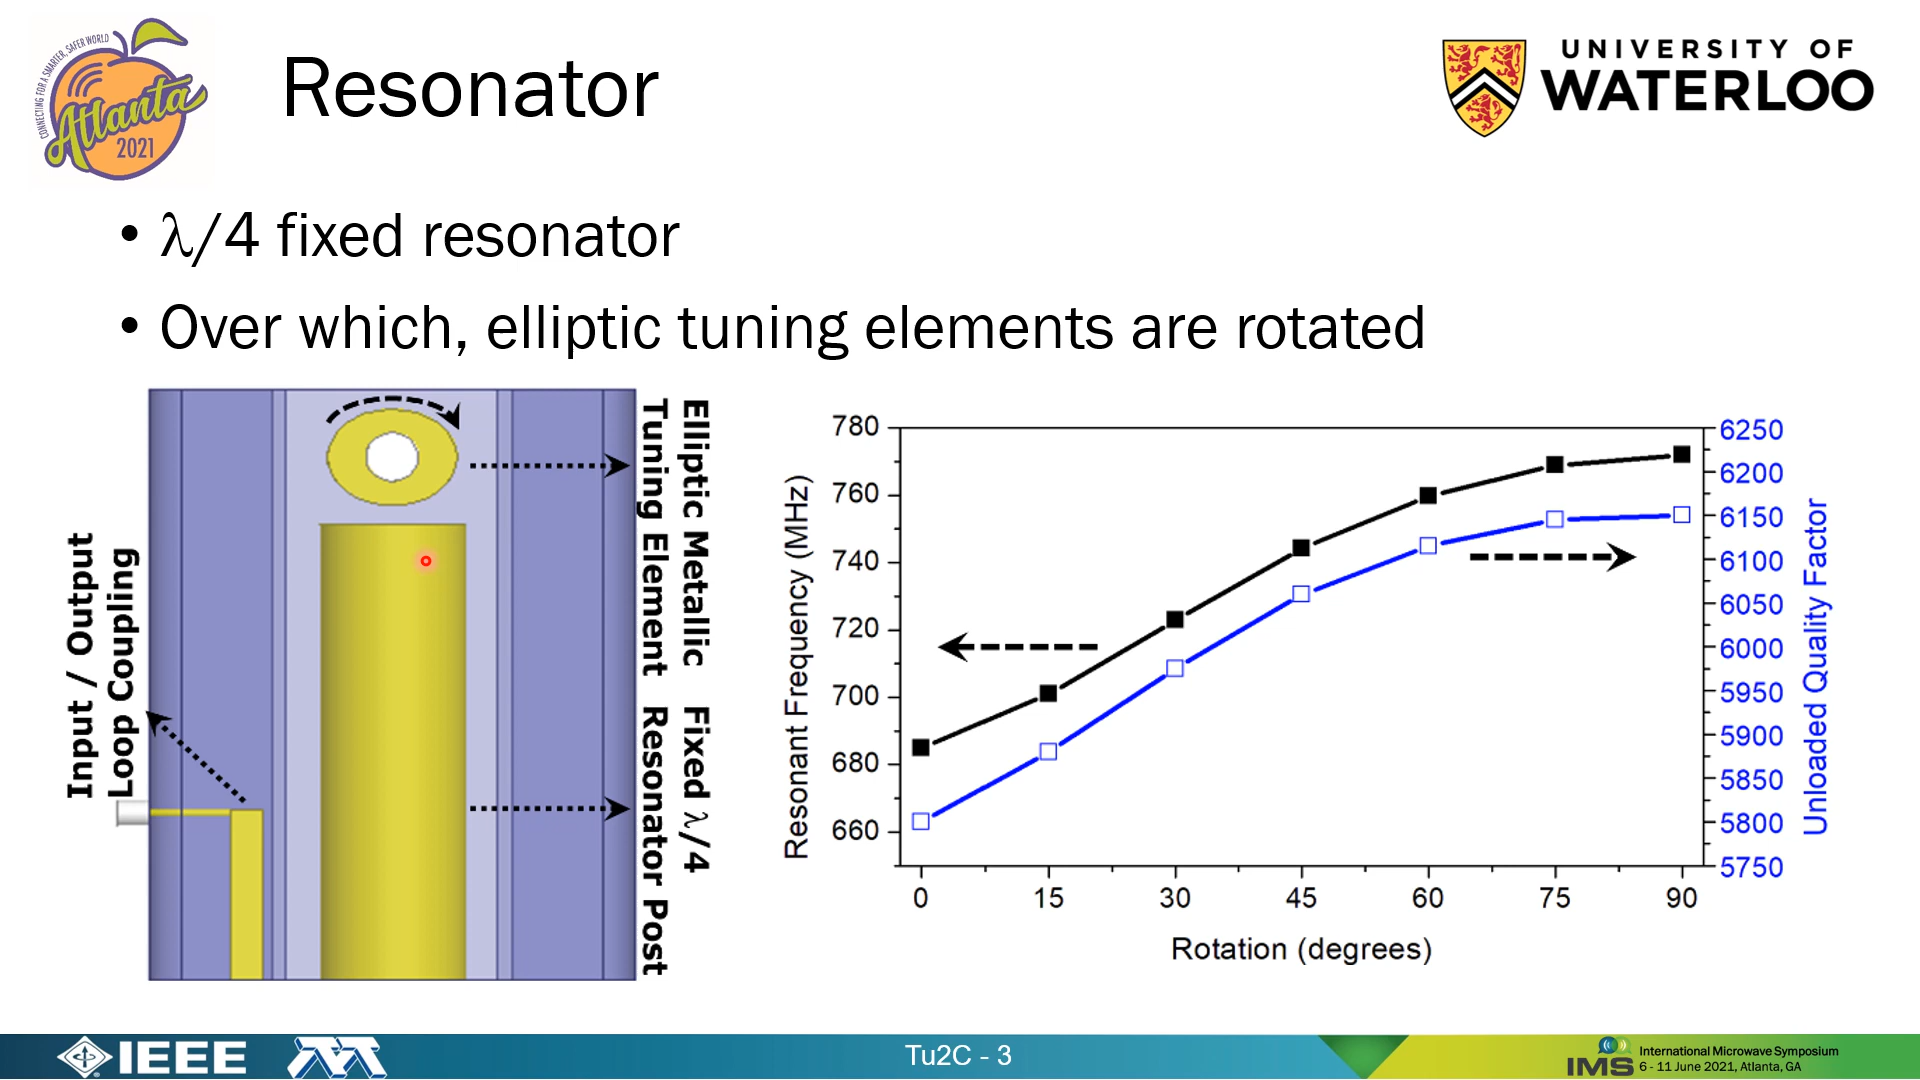 CONNECTING FOR A SMARTER, SAFER WORLD
Atlanta
2021
Resonator
UNIVERSITY OF
WATERLOO
• λ/4 fixed resonator
• Over which, elliptic tuning elements are rotated
Input / Output
Loop Coupling
Elliptic Metallic
Tuning Element
Fixed λ/4
Resonator Post
Resonant Frequency (MHz)
780
760
740
720
700
680
660
6250
6200
6150
6100
6050
6000
5950
5900
5850
5800
5750
Unloaded Quality Factor
0 15 30 45 60 75 90
Rotation (degrees)
IEEE
Tu2C - 3
IMS
International Microwave Symposium
6 - 11 June 2021, Atlanta, GA